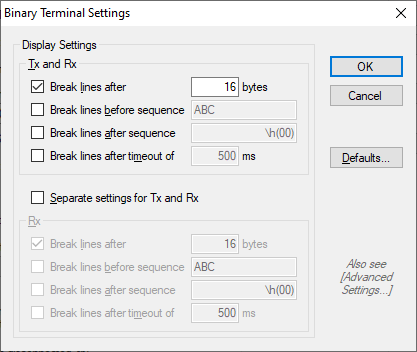 Binary Terminal Settings
Display Settings
Tx and Rx
Break lines after 16 bytes
Break lines before sequence ABC
Break lines after sequence \h(00)
Break lines after timeout of 500 ms
Separate settings for Tx and Rx
Rx
Break lines after 16 bytes
Break lines before sequence ABC
Break lines after sequence \h(00)
Break lines after timeout of 500 ms
OK
Cancel
Defaults...
Also see
[Advanced
Settings...]